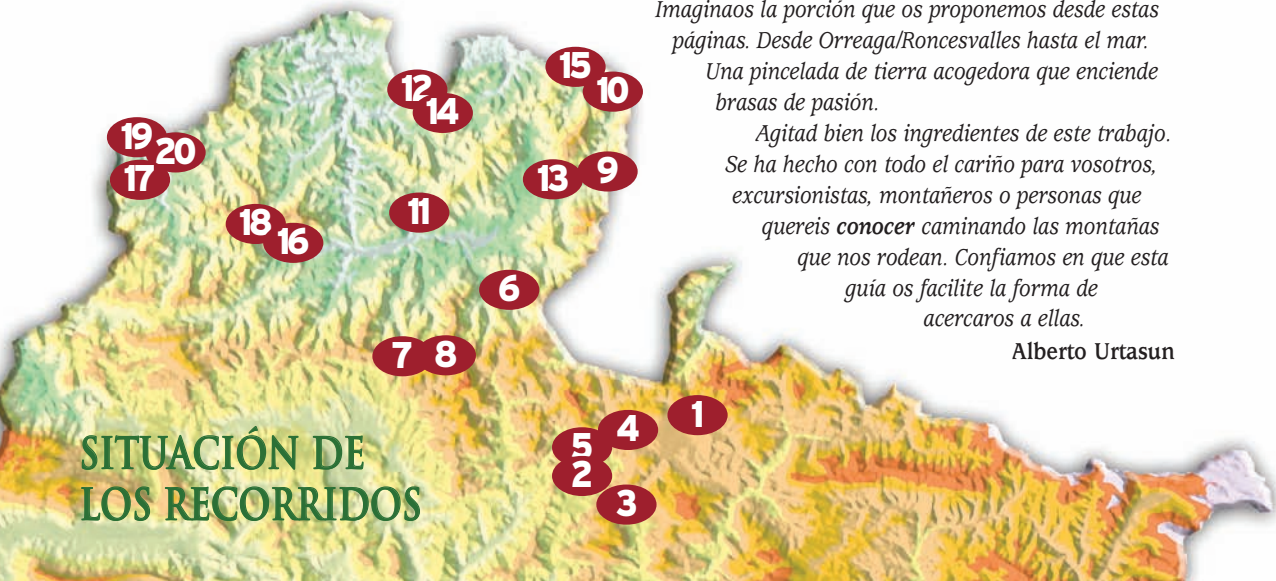 Imaginaos la porción que os proponemos desde estas
páginas. Desde Orreaga/Roncesvalles hasta el mar.
Una pincelada de tierra acogedora que enciende
brasas de pasión.
Agitad bien los ingredientes de este trabajo.
Se ha hecho con todo el cariño para vosotros,
excursionistas, montañeros o personas que
quereis conocer caminando las montañas
que nos rodean. Confiamos en que esta
guía os facilite la forma de
acercaros a ellas.
Alberto Urtasun
15
10
12
14
19
20
17
13
9
11
18
16
6
7
8
1
4
5
2
3
SITUACIÓN DE
LOS RECORRIDOS